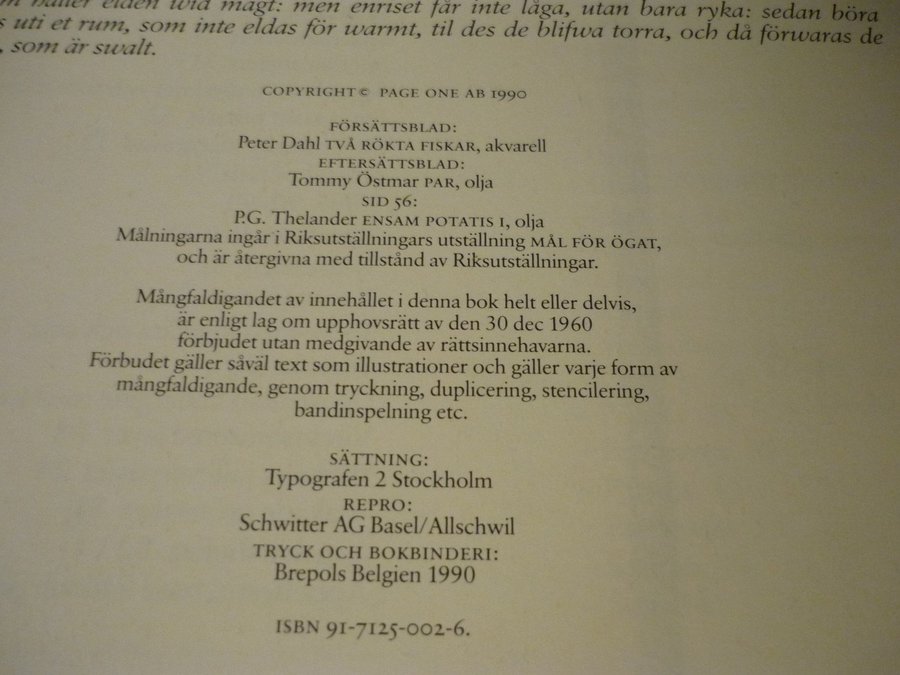 håller elden wid magt: men enriset får inte låga, utan bara ryka: sedan böra
uti et rum, som inte eldas för warmt, til des de blifwa torra, och då förwaras de
, som är swalt.
COPYRIGHT © PAGE ONE AB 1990
FÖRSÄTTSBLAD:
Peter Dahl TVÅ RÖKTA FISKAR, akvarell
EFTERSÄTTSBLAD:
Tommy Östmar PAR, olja
SID 56:
P.G. Thelander ENSAM POTATIS I, olja
Målningarna ingår i Riksutställningars utställning MÅL FÖR ÖGAT,
och är återgivna med tillstånd av Riksutställningar.
Mångfaldigandet av innehållet i denna bok helt eller delvis,
är enligt lag om upphovsrätt av den 30 dec 1960
förbjudet utan medgivande av rättsinnehavarna.
Förbudet gäller såväl text som illustrationer och gäller varje form av
mångfaldigande, genom tryckning, duplicering, stencilering,
bandinspelning etc.
SÄTTNING:
Typografen 2 Stockholm
REPRO:
Schwitter AG Basel/Allschwil
TRYCK OCH BOKBINDERI:
Brepols Belgien 1990
ISBN 91-7125-002-6.